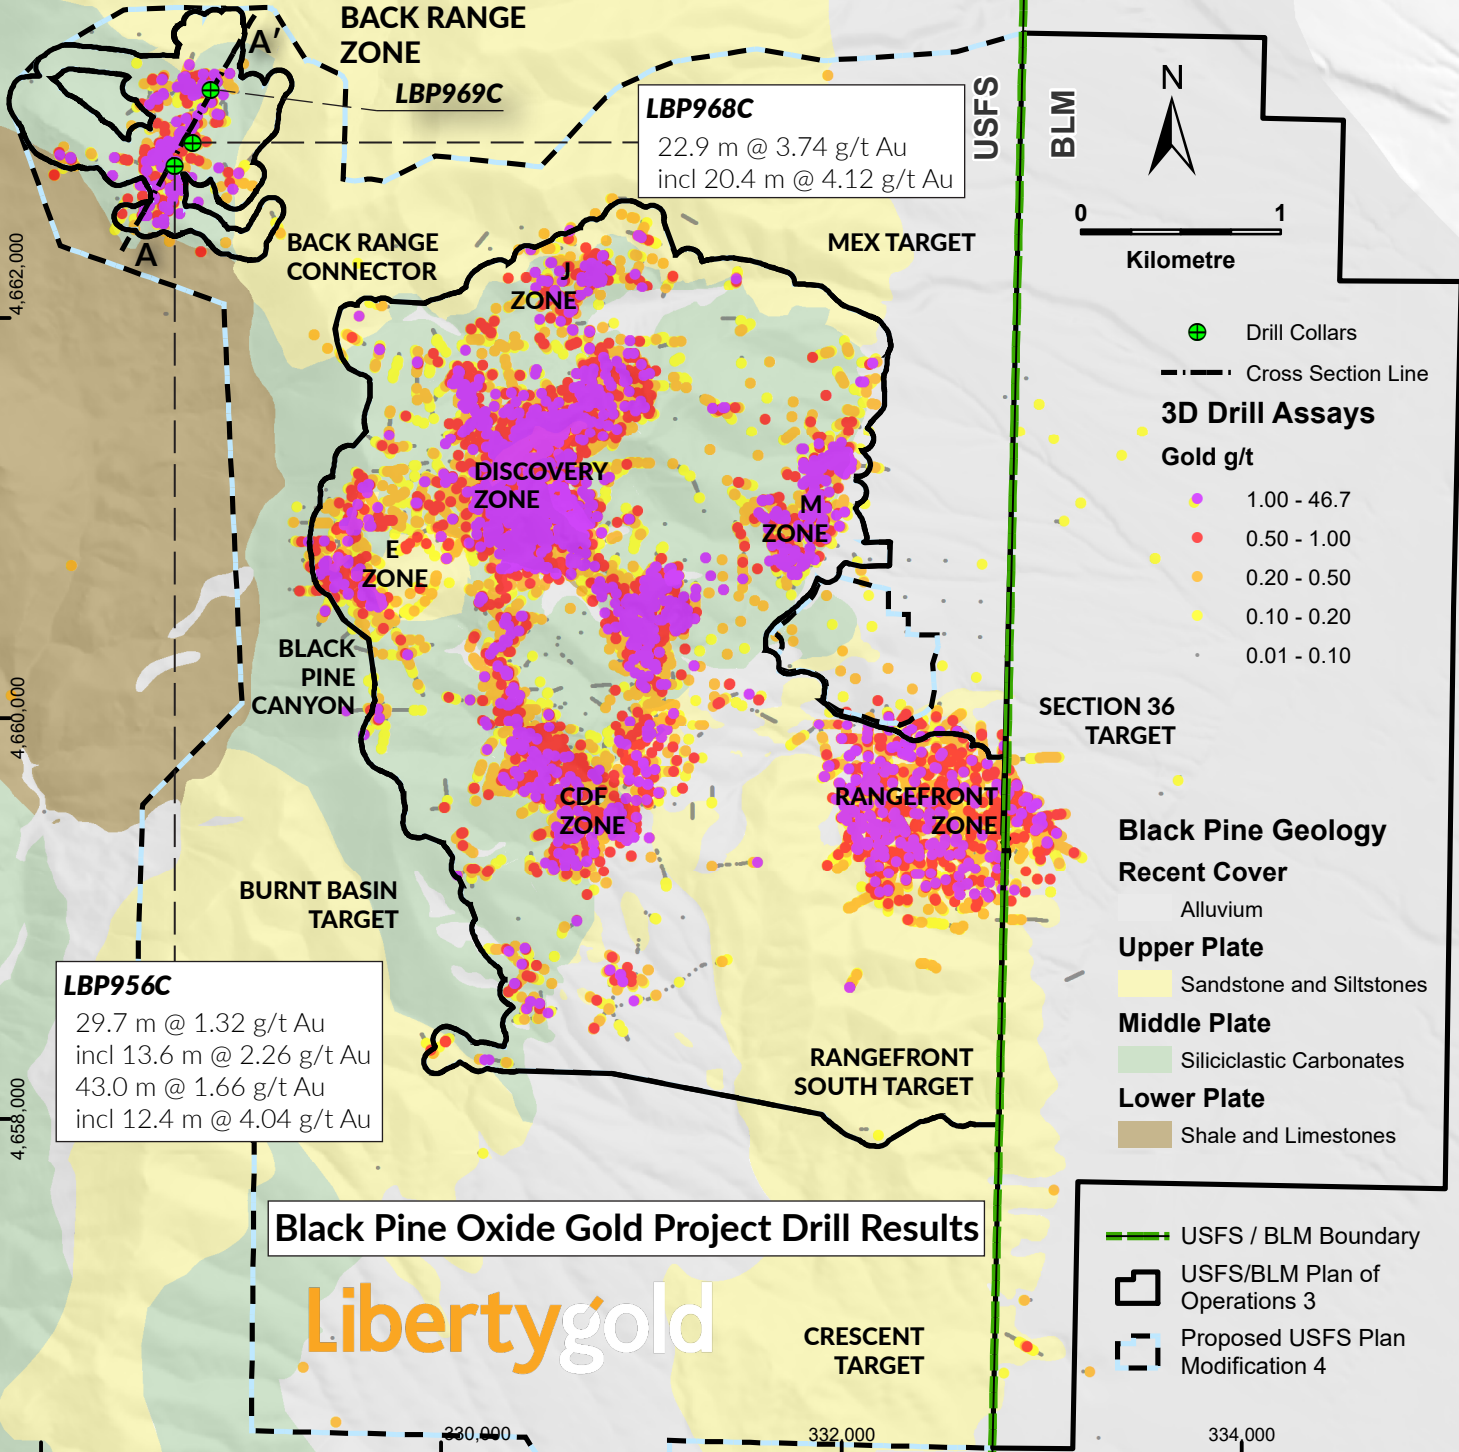 BACK RANGE
ZONE
A'
LBP969C
LBP968C
22.9 m @ 3.74 g/t Au
incl 20.4 m @ 4.12 g/t Au
USFS
BLM
N
0 1
Kilometre
A
BACK RANGE
CONNECTOR
MEX TARGET
4,662,000
J
ZONE
Drill Collars
Cross Section Line
3D Drill Assays
Gold g/t
1.00 - 46.7
0.50 - 1.00
0.20 - 0.50
0.10 - 0.20
0.01 - 0.10
DISCOVERY
ZONE
M
ZONE
E
ZONE
BLACK
PINE
CANYON
4,660,000
SECTION 36
TARGET
CDF
ZONE
RANGEFRONT
ZONE
BURNT BASIN
TARGET
Black Pine Geology
Recent Cover
Alluvium
Upper Plate
Sandstone and Siltstones
Middle Plate
Siliciclastic Carbonates
Lower Plate
Shale and Limestones
LBP956C
29.7 m @ 1.32 g/t Au
incl 13.6 m @ 2.26 g/t Au
43.0 m @ 1.66 g/t Au
incl 12.4 m @ 4.04 g/t Au
4,658,000
RANGEFRONT
SOUTH TARGET
Black Pine Oxide Gold Project Drill Results
Libertygold
CRESCENT
TARGET
USFS / BLM Boundary
USFS/BLM Plan of
Operations 3
Proposed USFS Plan
Modification 4
330,000 332,000 334,000